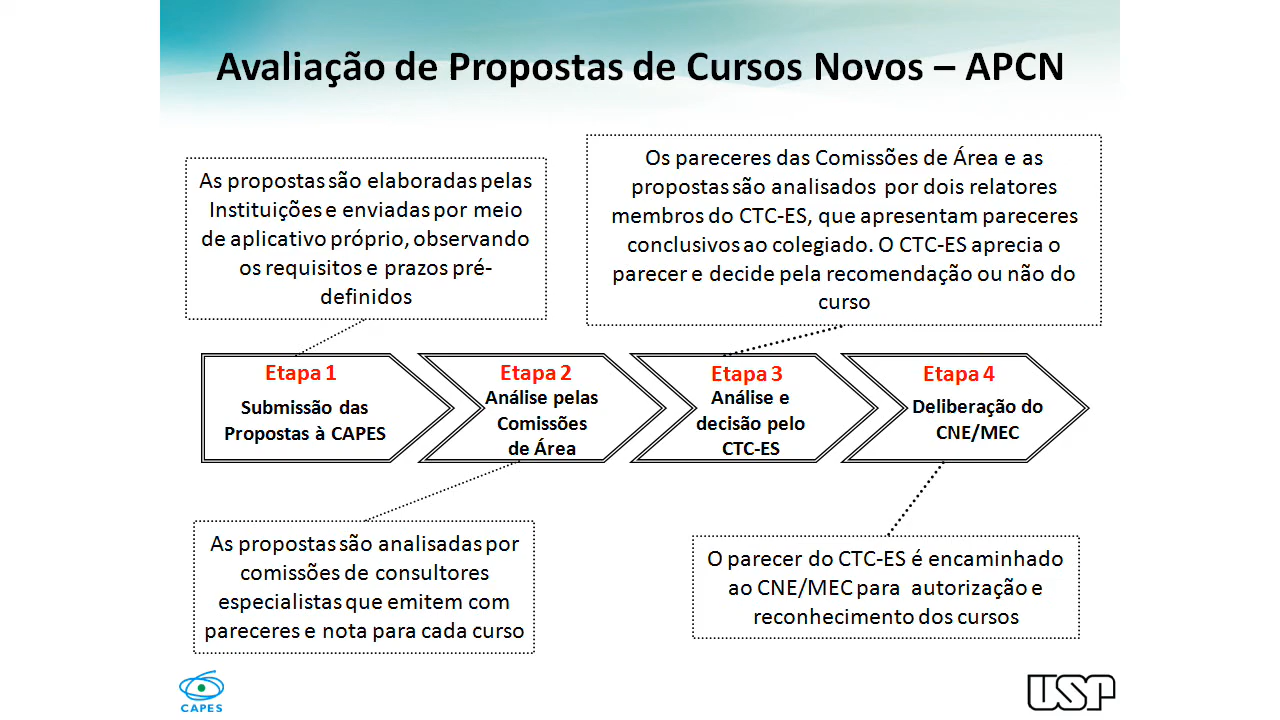 Avaliação de Propostas de Cursos Novos – APCN
As propostas são elaboradas pelas
Instituições e enviadas por meio
de aplicativo próprio, observando
os requisitos e prazos pré-
definidos
Os pareceres das Comissões de Área e as
propostas são analisados por dois relatores
membros do CTC-ES, que apresentam pareceres
conclusivos ao colegiado. O CTC-ES aprecia o
parecer e decide pela recomendação ou não do
curso
Etapa 1
Submissão das
Propostas à CAPES
Etapa 2
Análise pelas
Comissões
de Área
Etapa 3
Análise e
decisão pelo
CTC-ES
Etapa 4
Deliberação do
CNE/MEC
As propostas são analisadas por
comissões de consultores
especialistas que emitem com
pareceres e nota para cada curso
O parecer do CTC-ES é encaminhado
ao CNE/MEC para autorização e
reconhecimento dos cursos
CAPES
USP